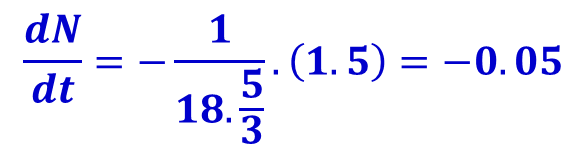 dN/dt = − 1/(18. 5/3) . (1. 5) = −0. 05